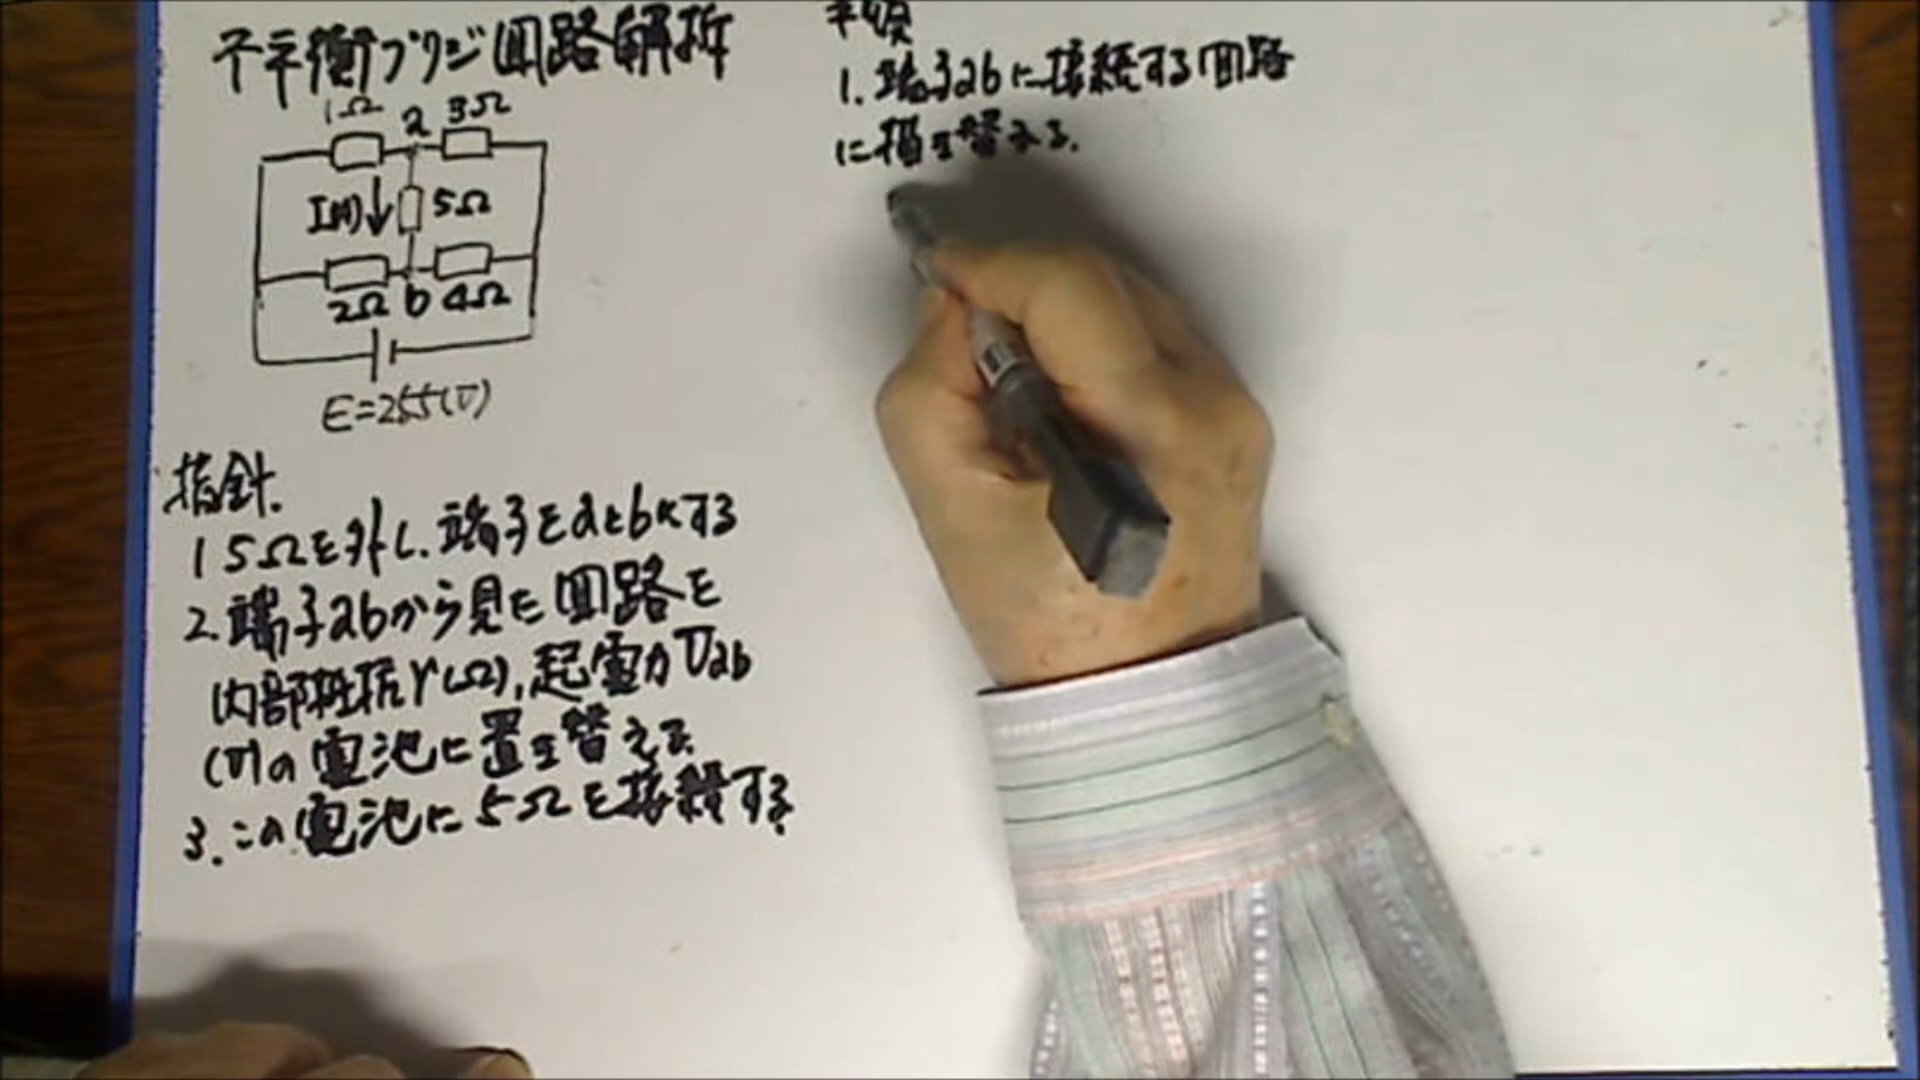 不平衡ブリジ回路解析
1Ω a 3Ω
I(A) 5Ω
2Ω b 4Ω
E=255(V)
指針.
1 5Ωを外し.端子をaとbにする
2.端子abから見た回路を
内部抵抗r(Ω),起電力Vab
(V)の電池に置き替える.
3.この電池に5Ωを接続する.
手順
1.端子abに接続する回路
に描き替える.